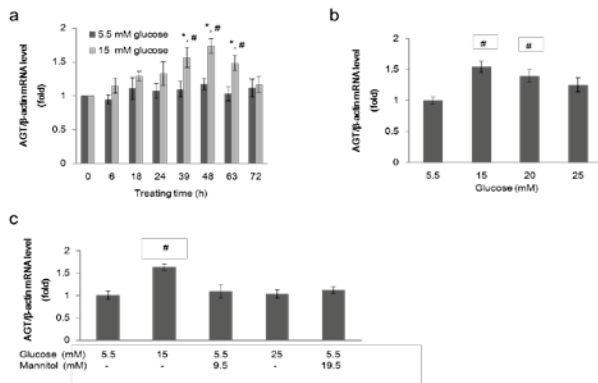 a
5.5 mM glucose
15 mM glucose
*, #
*, #
*, #
AGT/β-actin mRNA level
(fold)
2
1.5
1
0.5
0
0 6 18 24 39 48 63 72
Treating time (h)
b
AGT/β-actin mRNA level
(fold)
2
1.5
1
0.5
0
#
#
5.5 15 20 25
Glucose (mM)
c
AGT/β-actin mRNA level
(fold)
2
1.5
1
0.5
0
#
Glucose (mM) 5.5 15 5.5 25 5.5
Mannitol (mM) - - 9.5 - 19.5